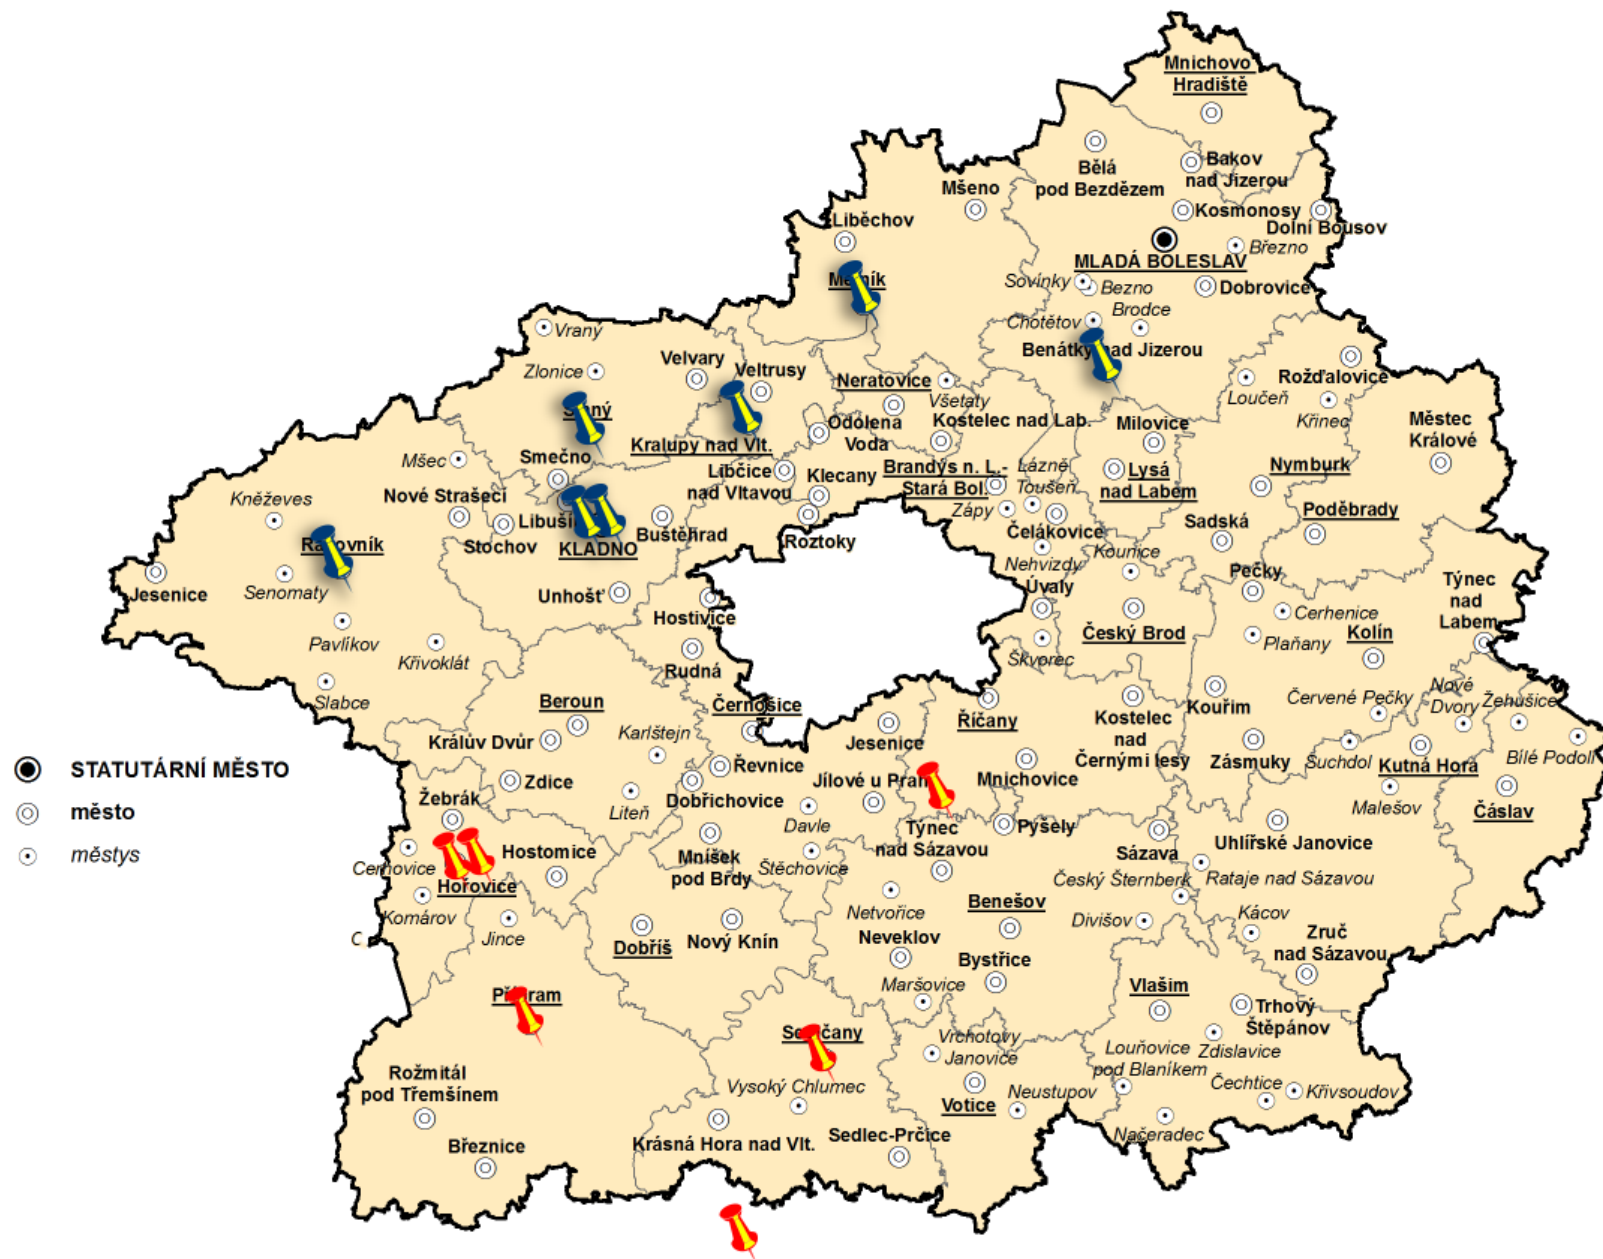 Mnichovo
Hradiště
Bělá
pod Bezdězem
Bakov
nad Jizerou
Mšeno
Kosmonosy
Dolní Bousov
Liběchov
Březno
MLADÁ BOLESLAV
Sovínky
Bezno
Dobrovice
Brodce
Chotětov
Vraný
Benátky nad Jizerou
Velvary
Veltrusy
Zlonice
Neratovice
Všetaty
Rožďalovice
Loučeň
Křinec
Městec
Králové
Kostelec nad Lab.
Milovice
Odolena
Voda
Kralupy nad Vlt.
Smečno
Mšec
Libčice
nad Vltavou
Klecany
Brandýs n. L.-
Stará Bol.
Lázně
Toušeň
Lysá
nad Labem
Nymburk
Kněževes
Nové Strašecí
Zápy
Poděbrady
Sadská
Čelákovice
Stochov
KLADNO
Buštěhrad
Roztoky
Kounice
Nehvizdy
Jesenice
Senomaty
Unhošť
Hostivice
Úvaly
Pečky
Týnec
nad
Labem
Cerhenice
Pavlíkov
Křivoklát
Český Brod
Plaňany
Kolín
Rudná
Škvorec
Slabce
Beroun
Černošice
Říčany
Kostelec
nad
Černými lesy
Kouřim
Červené Pečky
Nové
Dvory
Žehušice
Králův Dvůr
Karlštejn
Jesenice
Zásmuky
Suchdol
Kutná Hora
Bílé Podolí
STATUTÁRNÍ MĚSTO
Zdice
Řevnice
Mnichovice
Malešov
Čáslav
město
Žebrák
Liteň
Dobřichovice
Davle
Týnec
nad Sázavou
Pyšely
Sázava
Uhlířské Janovice
městys
Hostomice
Mníšek
pod Brdy
Štěchovice
Hořovice
Český Šternberk
Rataje nad Sázavou
Komárov
Netvořice
Benešov
Divišov
Kácov
Jince
Dobříš
Nový Knín
Neveklov
Bystřice
Zruč
nad Sázavou
Maršovice
Vlašim
Trhový
Štěpánov
Vrchotovy
Janovice
Louňovice
pod Blaníkem
Zdislavice
Rožmitál
pod Třemšínem
Vysoký Chlumec
Votice
Neustupov
Čechtice
Křivsoudov
Načeradec
Březnice
Krásná Hora nad Vlt.
Sedlec-Prčice